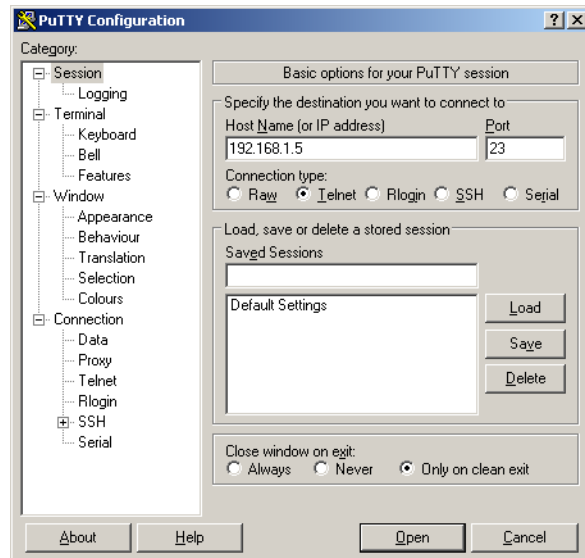 PuTTY Configuration
Category:
Session
Logging
Terminal
Keyboard
Bell
Features
Window
Appearance
Behaviour
Translation
Selection
Colours
Connection
Data
Proxy
Telnet
Rlogin
SSH
Serial
Basic options for your PuTTY session
Specify the destination you want to connect to
Host Name (or IP address) Port
192.168.1.5 23
Connection type:
Raw Telnet Rlogin SSH Serial
Load, save or delete a stored session
Saved Sessions
Default Settings
Load
Save
Delete
Close window on exit:
Always Never Only on clean exit
About Help Open Cancel